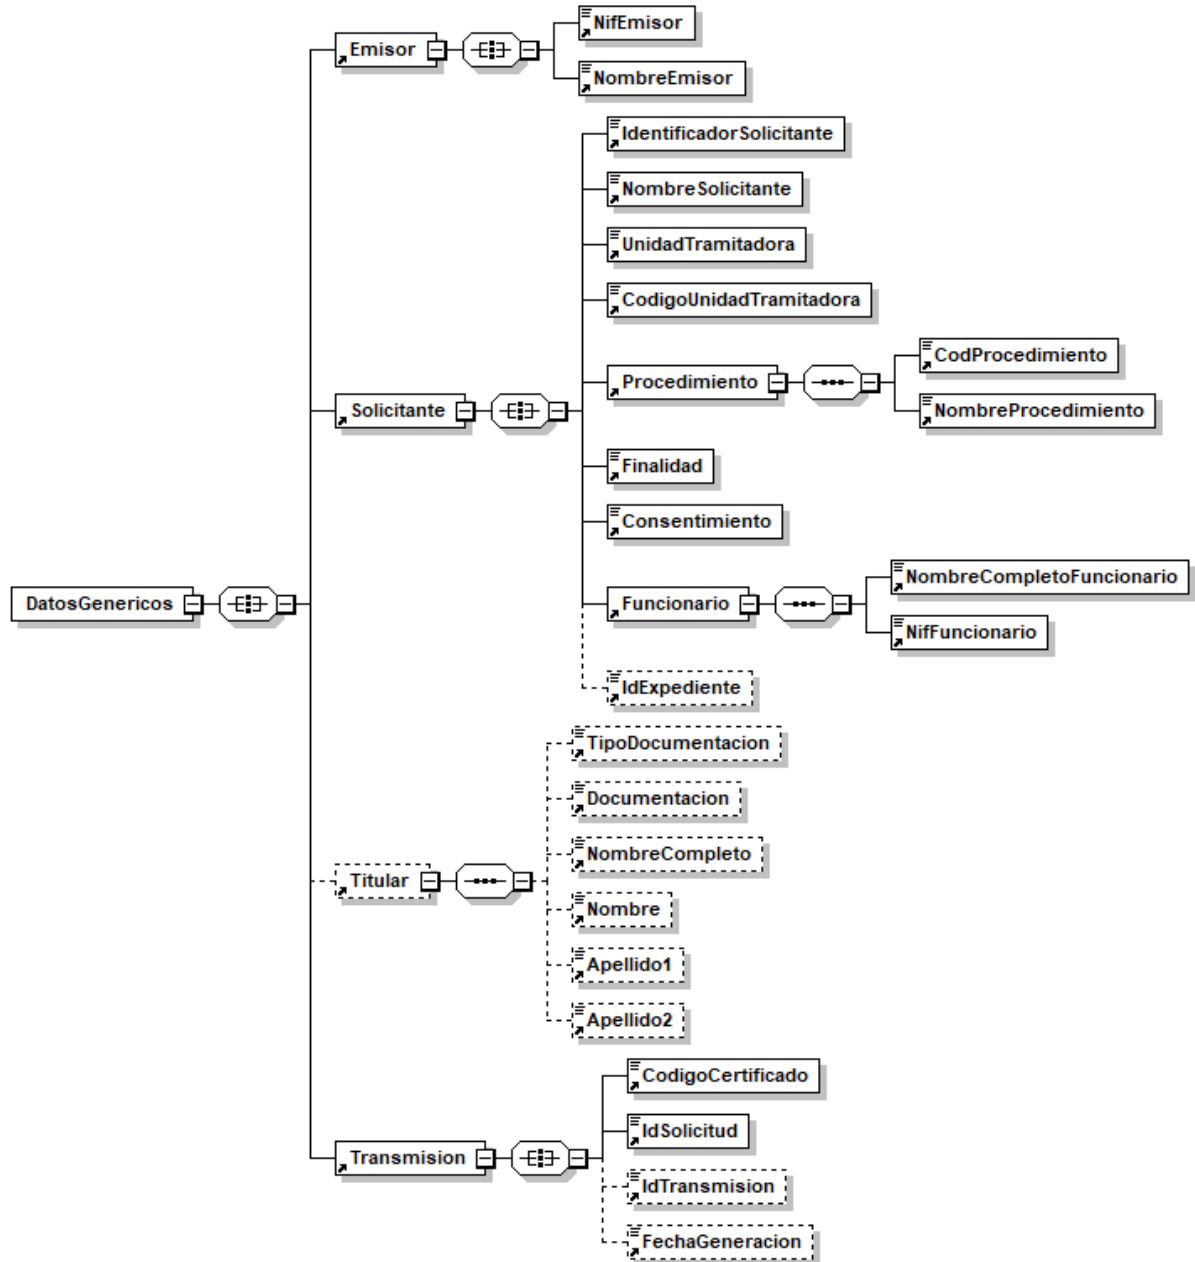 NifEmisor
Emisor
NombreEmisor
IdentificadorSolicitante
NombreSolicitante
UnidadTramitadora
CodigoUnidadTramitadora
CodProcedimiento
Procedimiento
NombreProcedimiento
Solicitante
Finalidad
Consentimiento
NombreCompletoFuncionario
DatosGenericos
Funcionario
NifFuncionario
IdExpediente
TipoDocumentacion
Documentacion
NombreCompleto
Titular
Nombre
Apellido1
Apellido2
CodigoCertificado
IdSolicitud
Transmision
IdTransmision
FechaGeneracion